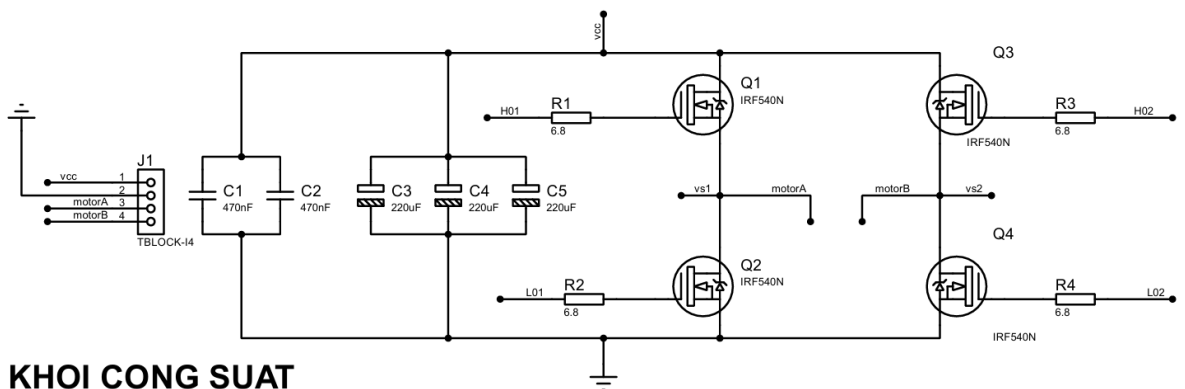 vcc
Q3
Q1
IRF540N
H01
R1
6.8
R3
6.8
H02
IRF540N
J1
vcc
1
2
motorA
3
motorB
4
TBLOCK-I4
C1
470nF
C2
470nF
C3
220uF
C4
220uF
C5
220uF
vs1
motorA
motorB
vs2
Q4
Q2
IRF540N
L01
R2
6.8
R4
6.8
L02
IRF540N
KHOI CONG SUAT